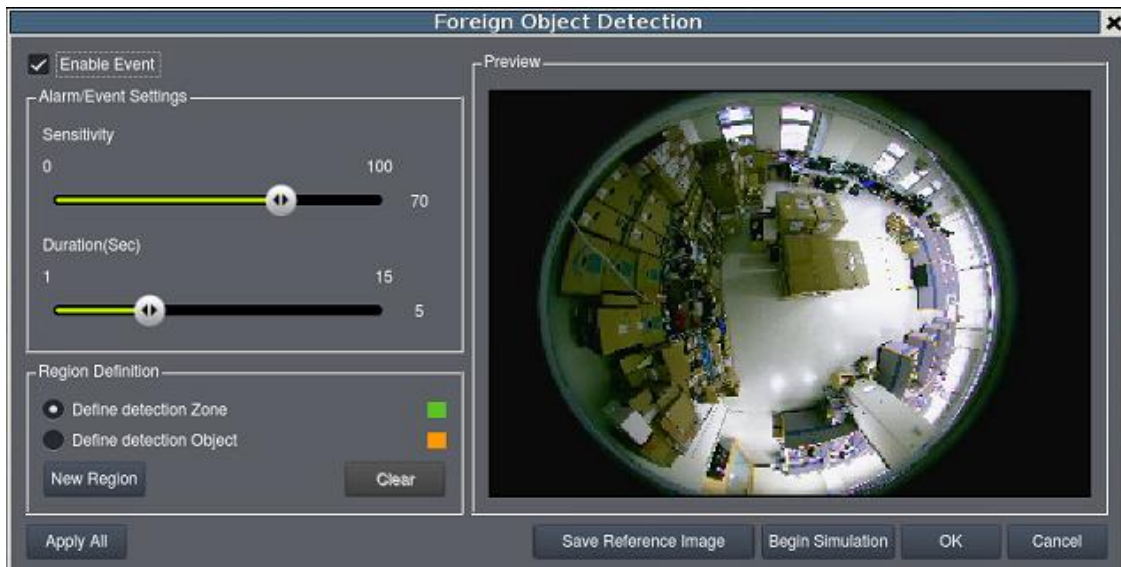 Foreign Object Detection
Enable Event
Alarm/Event Settings
Sensitivity
0 100
70
Duration(Sec)
1 15
5
Region Definition
Define detection Zone
Define detection Object
New Region Clear
Preview
Apply All Save Reference Image Begin Simulation OK Cancel